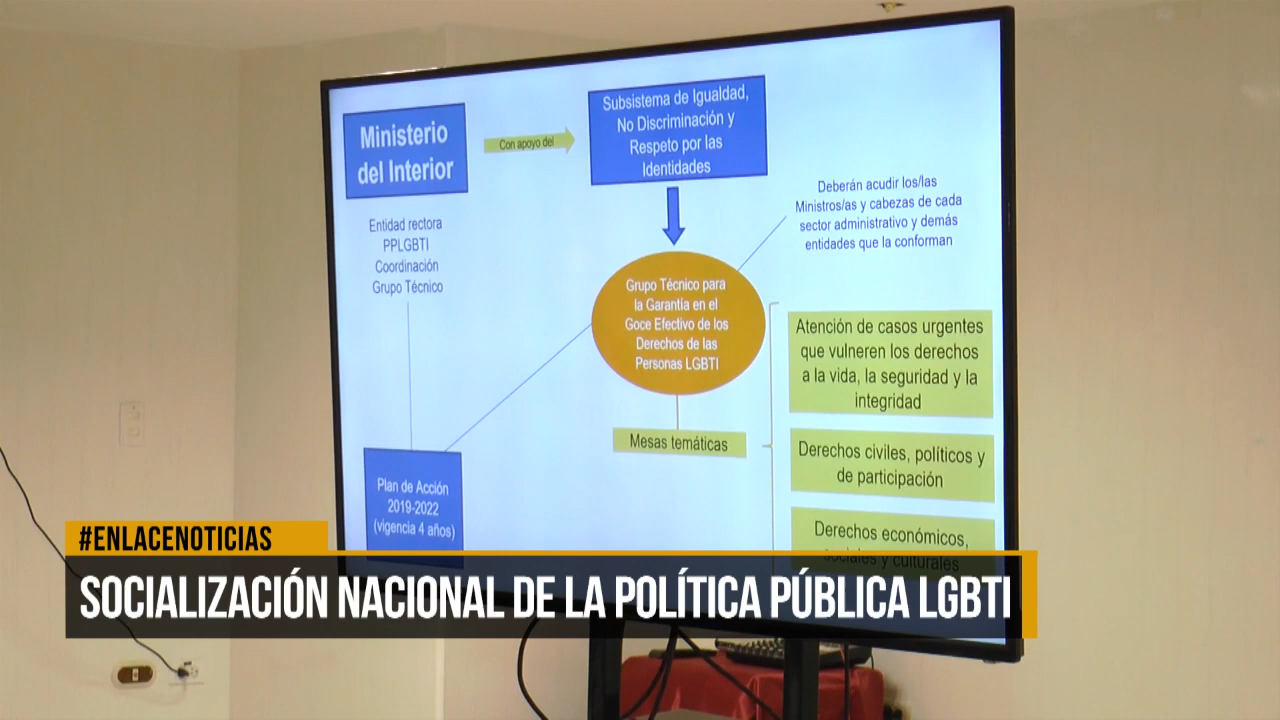 Ministerio
del Interior
Con apoyo del
Subsistema de Igualdad,
No Discriminación y
Respeto por las
Identidades
Entidad rectora
PPLGBTI
Coordinación
Grupo Técnico
Deberán acudir los/las
Ministros/as y cabezas de cada
sector administrativo y demás
entidades que la conforman
Grupo Técnico para
la Garantía en el
Goce Efectivo de los
Derechos de las
Personas LGBTI
Mesas temáticas
Atención de casos urgentes
que vulneren los derechos
a la vida, la seguridad y la
integridad
Derechos civiles, políticos y
de participación
Derechos económicos,
sociales y culturales
Plan de Acción
2019-2022
(vigencia 4 años)
#ENLACENOTICIAS
SOCIALIZACIÓN NACIONAL DE LA POLÍTICA PÚBLICA LGBTI